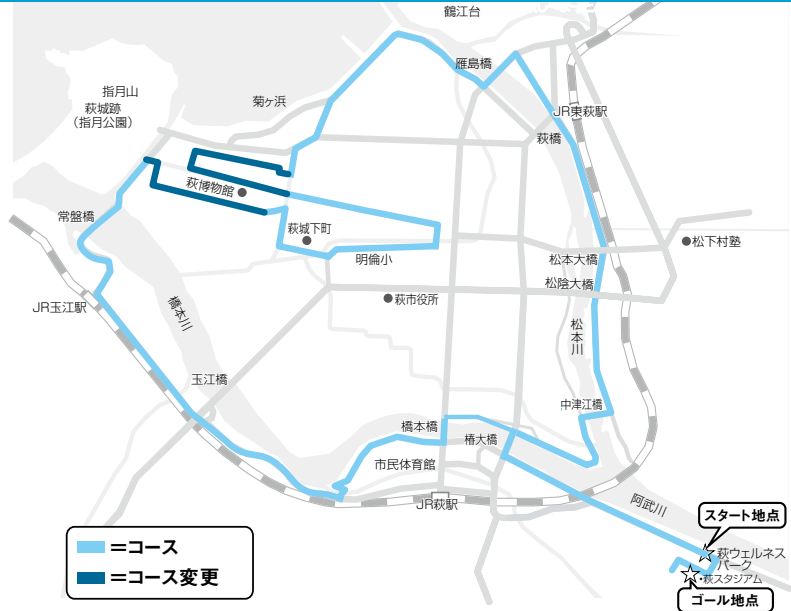 鶴江台
雁島橋
指月山
萩城跡
(指月公園)
菊ヶ浜
JR東萩駅
萩橋
萩博物館
常盤橋
萩城下町
明倫小
松本大橋
松下村塾
松陰大橋
萩市役所
JR玉江駅
橋本川
松本川
玉江橋
中津江橋
橋本橋
椿大橋
市民体育館
JR萩駅
阿武川
スタート地点
萩ウェルネス
パーク
・萩スタジアム
ゴール地点
=コース
=コース変更